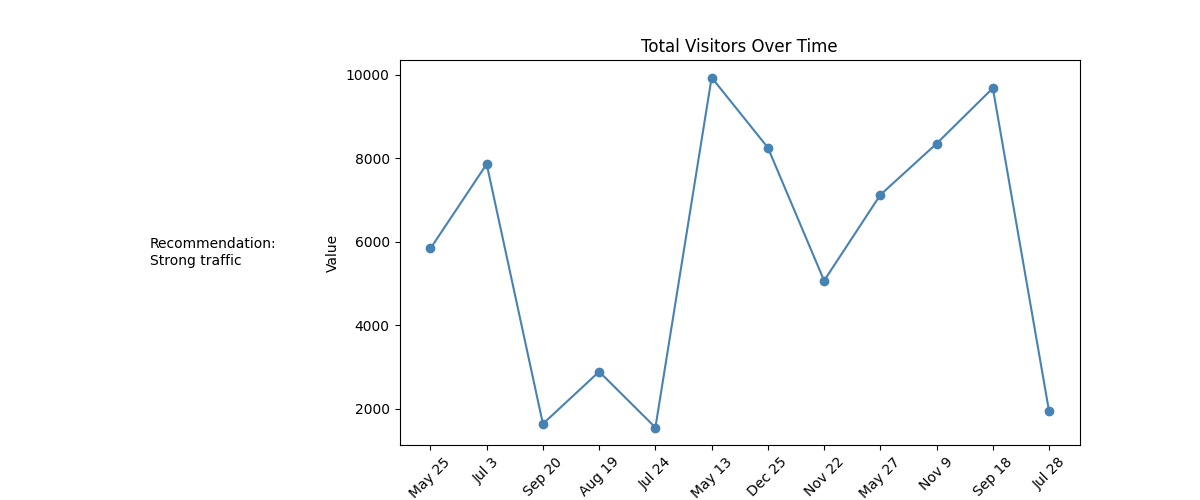 Total Visitors Over Time
10000
8000
6000
4000
2000
Value
Recommendation:
Strong traffic
May 25
Jul 3
Sep 20
Aug 19
Jul 24
May 13
Dec 25
Nov 22
May 27
Nov 9
Sep 18
Jul 28